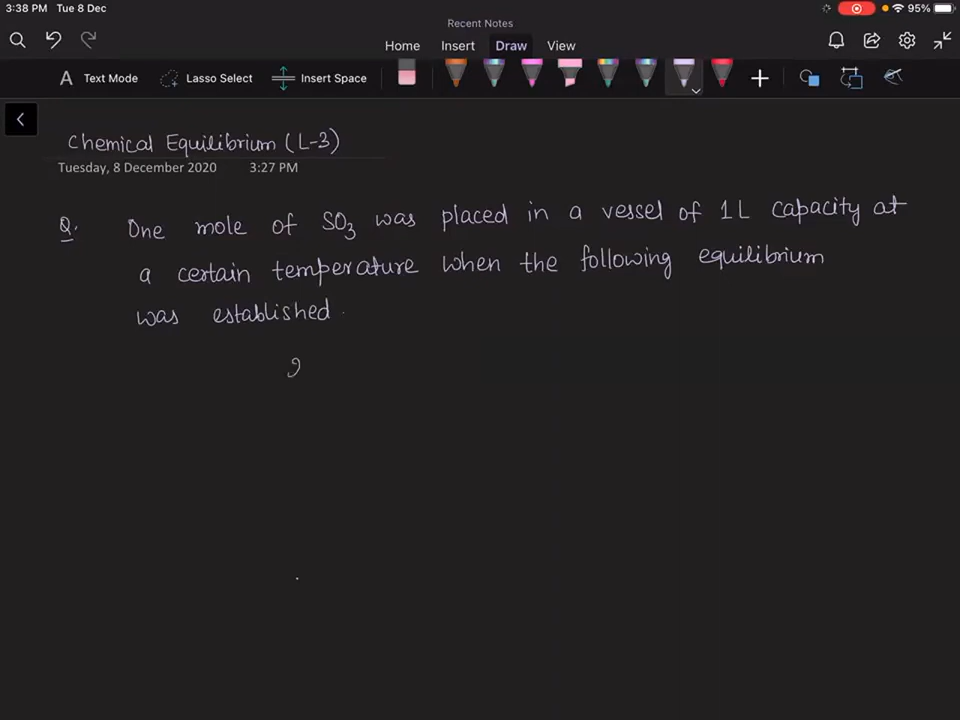 3:38 PM Tue 8 Dec 95%
Recent Notes
Home Insert Draw View
A Text Mode Lasso Select Insert Space
Chemical Equilibrium (L-3)
Tuesday, 8 December 2020 3:27 PM
Q. One mole of SO3 was placed in a vessel of 1L capacity at
a certain temperature when the following equilibrium
was established.
2